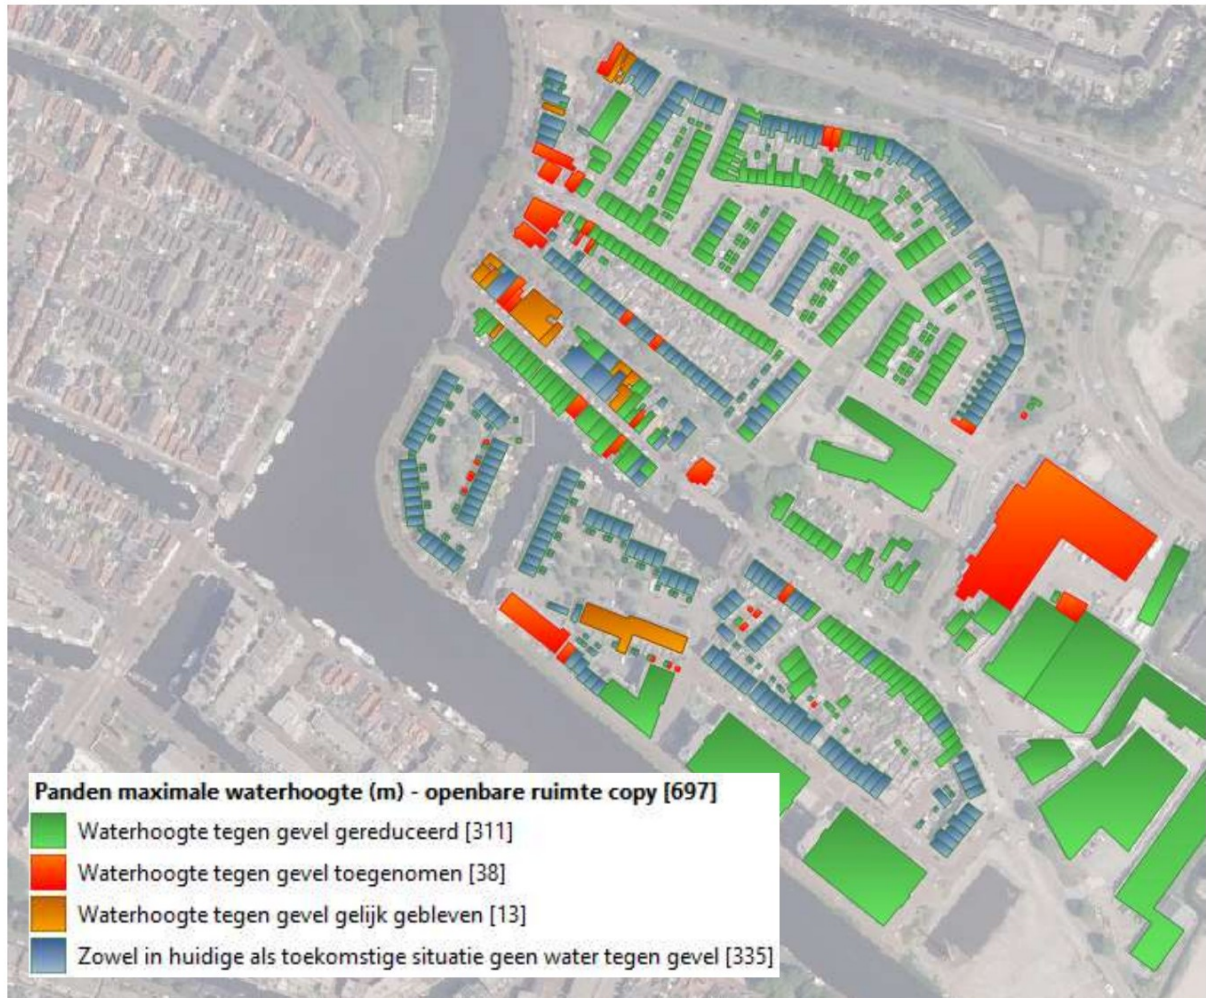 Panden maximale waterhoogte (m) - openbare ruimte copy [697]
Waterhoogte tegen gevel gereduceerd [311]
Waterhoogte tegen gevel toegenomen [38]
Waterhoogte tegen gevel gelijk gebleven [13]
Zowel in huidige als toekomstige situatie geen water tegen gevel [335]